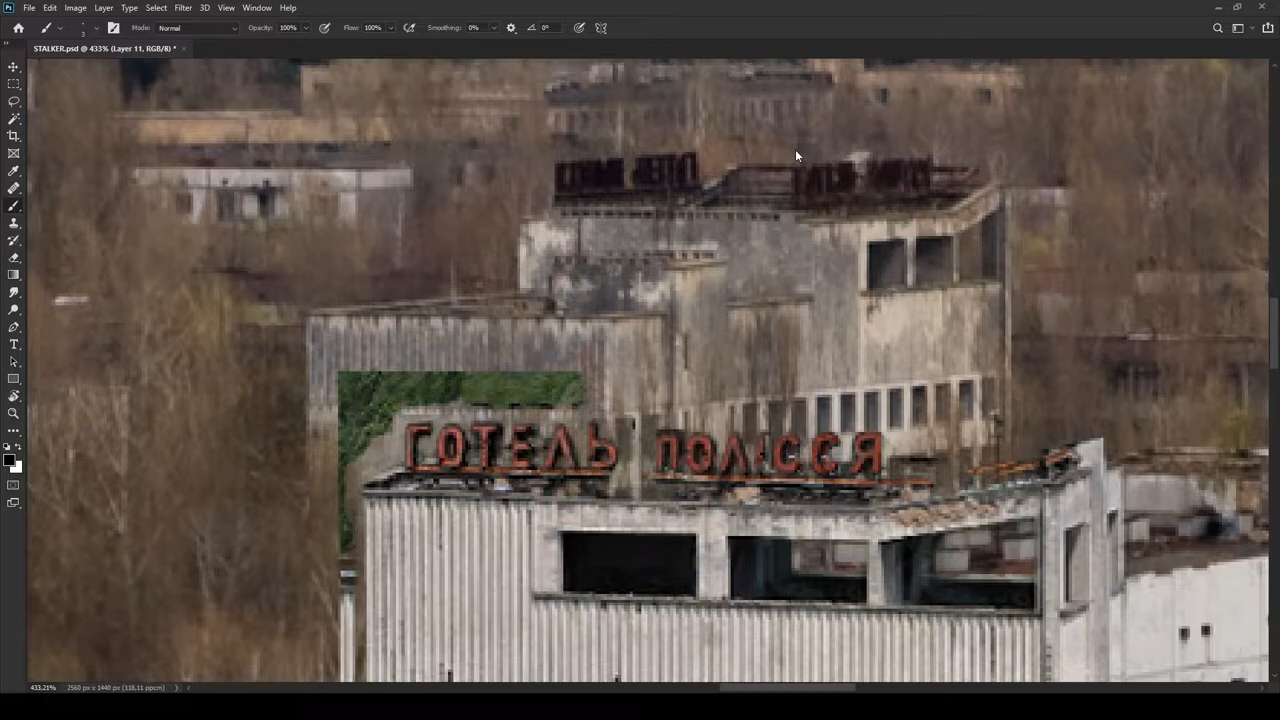 File Edit Image Layer Type Select Filter 3D View Window Help
3 Mode: Normal Opacity: 100% Flow: 100% Smoothing: 0% 0°
STALKER.psd @ 433% (Layer 11, RGB/8) *
ГОТЕЛЬ ПОЛІССЯ
433.21% 2560 px x 1440 px (118,11 ppcm)